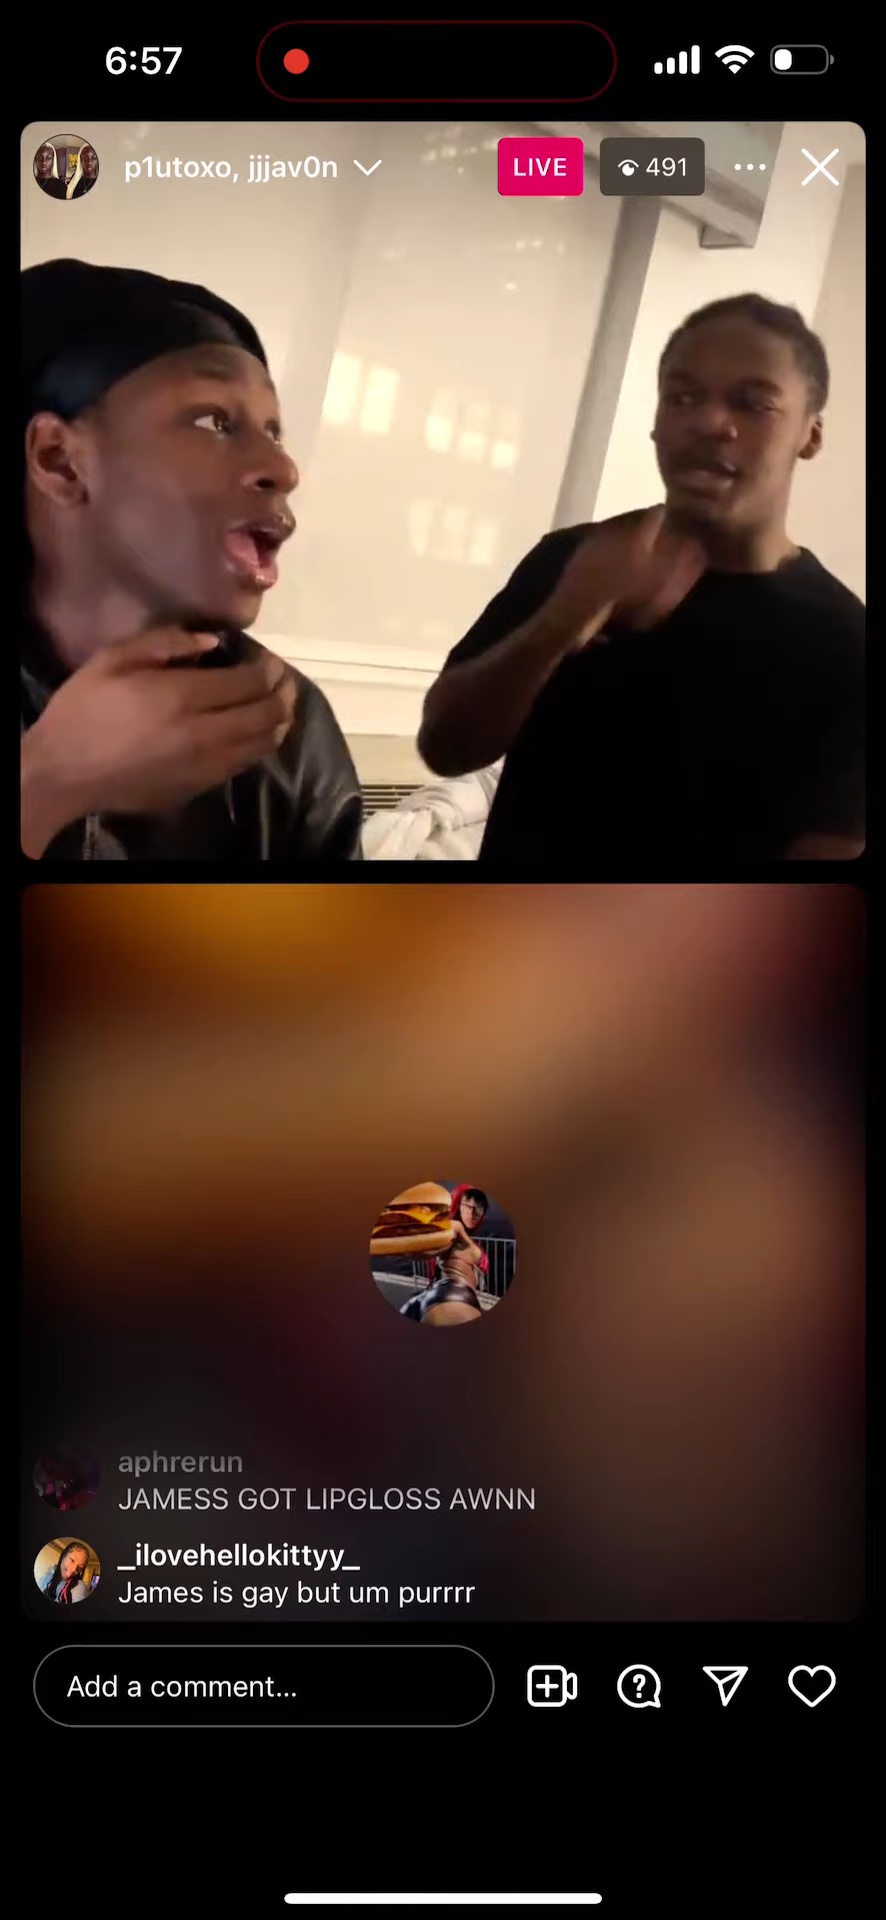 6:57
p1utoxo, jjjav0n
LIVE
491
aphrerun
JAMESS GOT LIPGLOSS AWNN
_ilovehellokittyy_
James is gay but um purrrr
Add a comment...